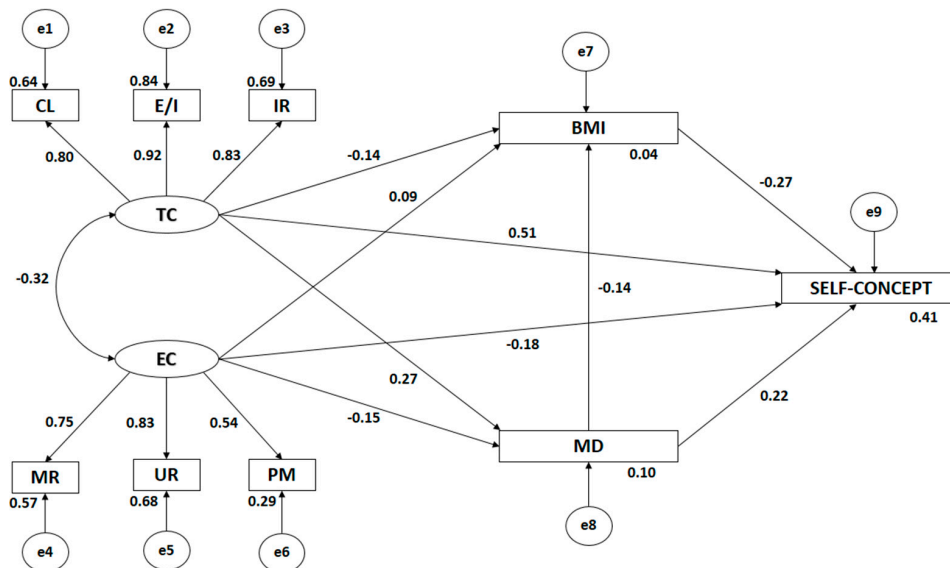 e1
e2
e3
0.64
0.84
0.69
CL
E/I
IR
e7
0.80
0.92
0.83
BMI
0.04
-0.14
0.09
-0.27
TC
e9
0.51
-0.32
-0.14
SELF-CONCEPT
0.41
-0.18
EC
0.27
-0.15
0.22
0.75
0.83
0.54
MD
0.10
MR
UR
PM
0.57
0.68
0.29
e8
e4
e5
e6